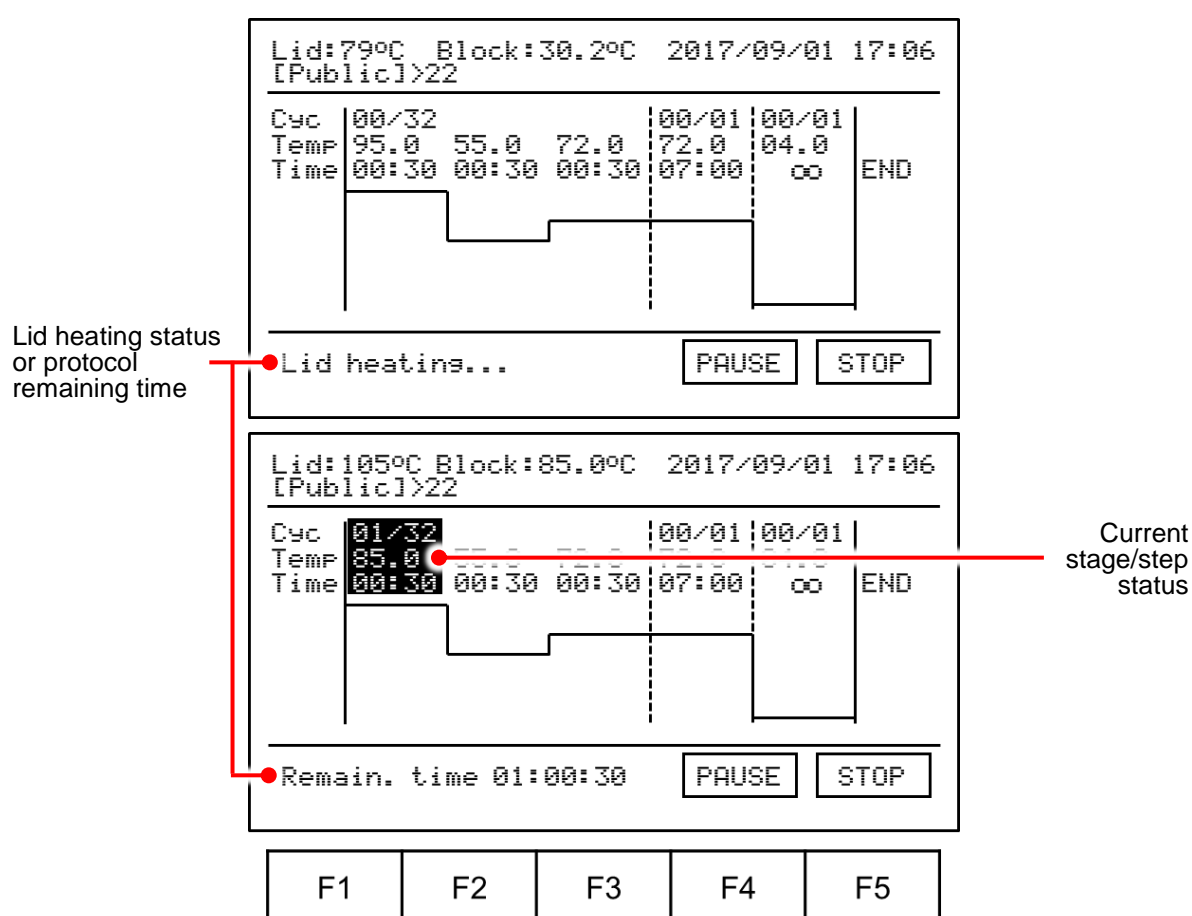 Lid:79ºC Block:30.2ºC 2017/09/01 17:06
[Public]>22
Cyc 00/32 00/01 00/01
Temp 95.0 55.0 72.0 72.0 04.0
Time 00:30 00:30 00:30 07:00 ∞ END
Lid heating status
or protocol
remaining time
Lid heating... PAUSE STOP
Lid:105ºC Block:85.0ºC 2017/09/01 17:06
[Public]>22
Cyc 01/32 00/01 00/01
Temp 85.0
Time 00:30 00:30 00:30 07:00 ∞ END
Current
stage/step
status
Remain. time 01:00:30 PAUSE STOP
F1 F2 F3 F4 F5